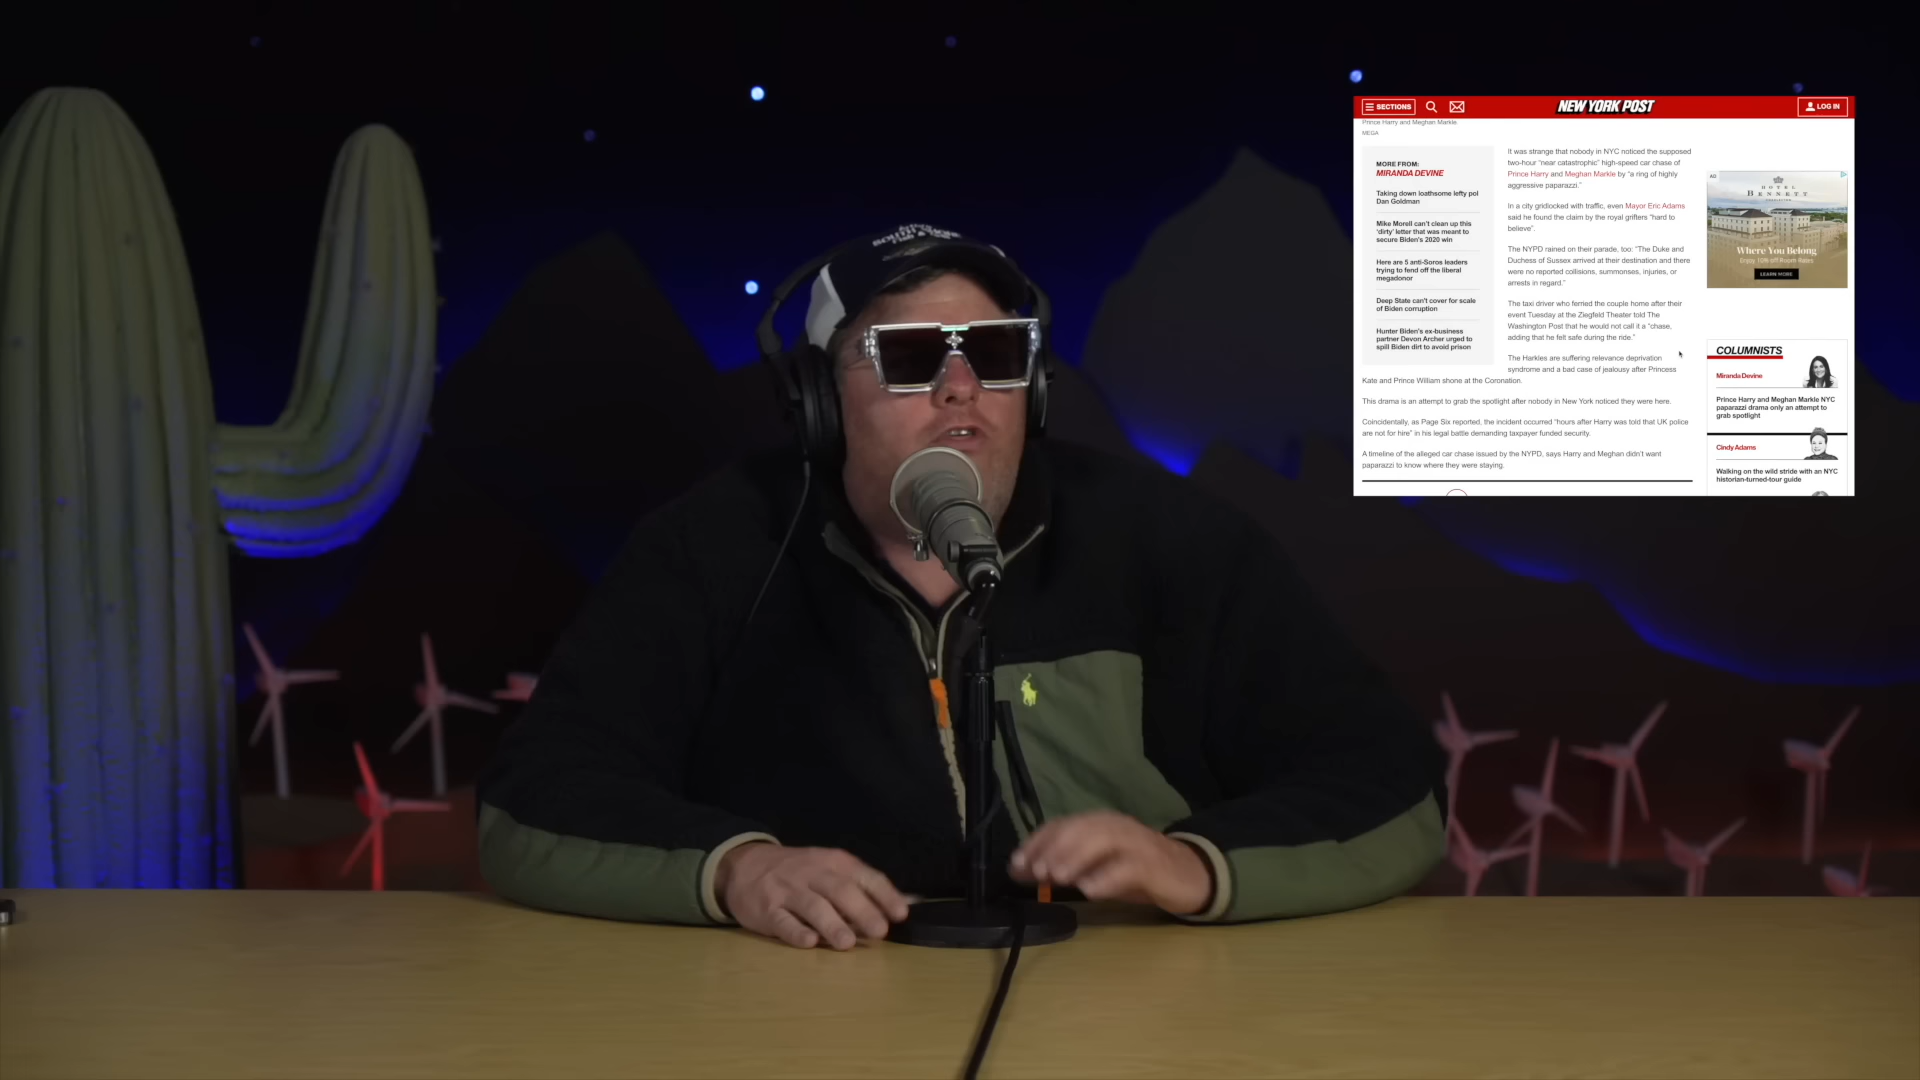 SECTIONS
NEW YORK POST
LOG IN
Prince Harry and Meghan Markle
MEGA
MORE FROM:
MIRANDA DEVINE
Taking down loathsome lefty pol
Dan Goldman
Mike Morell can't clean up this
'dirty' letter that was meant to
secure Biden's 2020 win
Here are 5 anti-Soros leaders
trying to fend off the liberal
megadonor
Deep State can't cover for scale
of Biden corruption
Hunter Biden's ex-business
partner Devon Archer urged to
spill Biden dirt to avoid prison
It was strange that nobody in NYC noticed the supposed
two-hour "near catastrophic" high-speed car chase of
Prince Harry and Meghan Markle by "a ring of highly
aggressive paparazzi."
In a city gridlocked with traffic, even Mayor Eric Adams
said he found the claim by the royal grifters "hard to
believe".
The NYPD rained on their parade, too: "The Duke and
Duchess of Sussex arrived at their destination and there
were no reported collisions, summonses, injuries, or
arrests in regard."
The taxi driver who ferried the couple home after their
event Tuesday at the Ziegfeld Theater told The
Washington Post that he would not call it a "chase,
adding that he felt safe during the ride."
The Harkles are suffering relevance deprivation
syndrome and a bad case of jealousy after Princess
Kate and Prince William shone at the Coronation.
This drama is an attempt to grab the spotlight after nobody in New York noticed they were here.
Coincidentally, as Page Six reported, the incident occurred "hours after Harry was told that UK police
are not for hire" in his legal battle demanding taxpayer funded security.
A timeline of the alleged car chase issued by the NYPD, says Harry and Meghan didn't want
paparazzi to know where they were staying.
AD
HOTEL
BENNETT
Where You Belong
Enjoy 10% off Room Rates
LEARN MORE
COLUMNISTS
Miranda Devine
Prince Harry and Meghan Markle NYC
paparazzi drama only an attempt to
grab spotlight
Cindy Adams
Walking on the wild stride with an NYC
historian-turned-tour guide